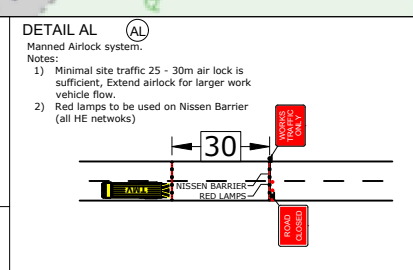 DETAIL AL
AL
Manned Airlock system.
Notes:
1) Minimal site traffic 25 - 30m air lock is
sufficient, Extend airlock for larger work
vehicle flow.
2) Red lamps to be used on Nissen Barrier
(all HE netwoks)
WORKS
TRAFFIC
ONLY
30
NISSEN BARRIER
RED LAMPS
TMV
ROAD
CLOSED